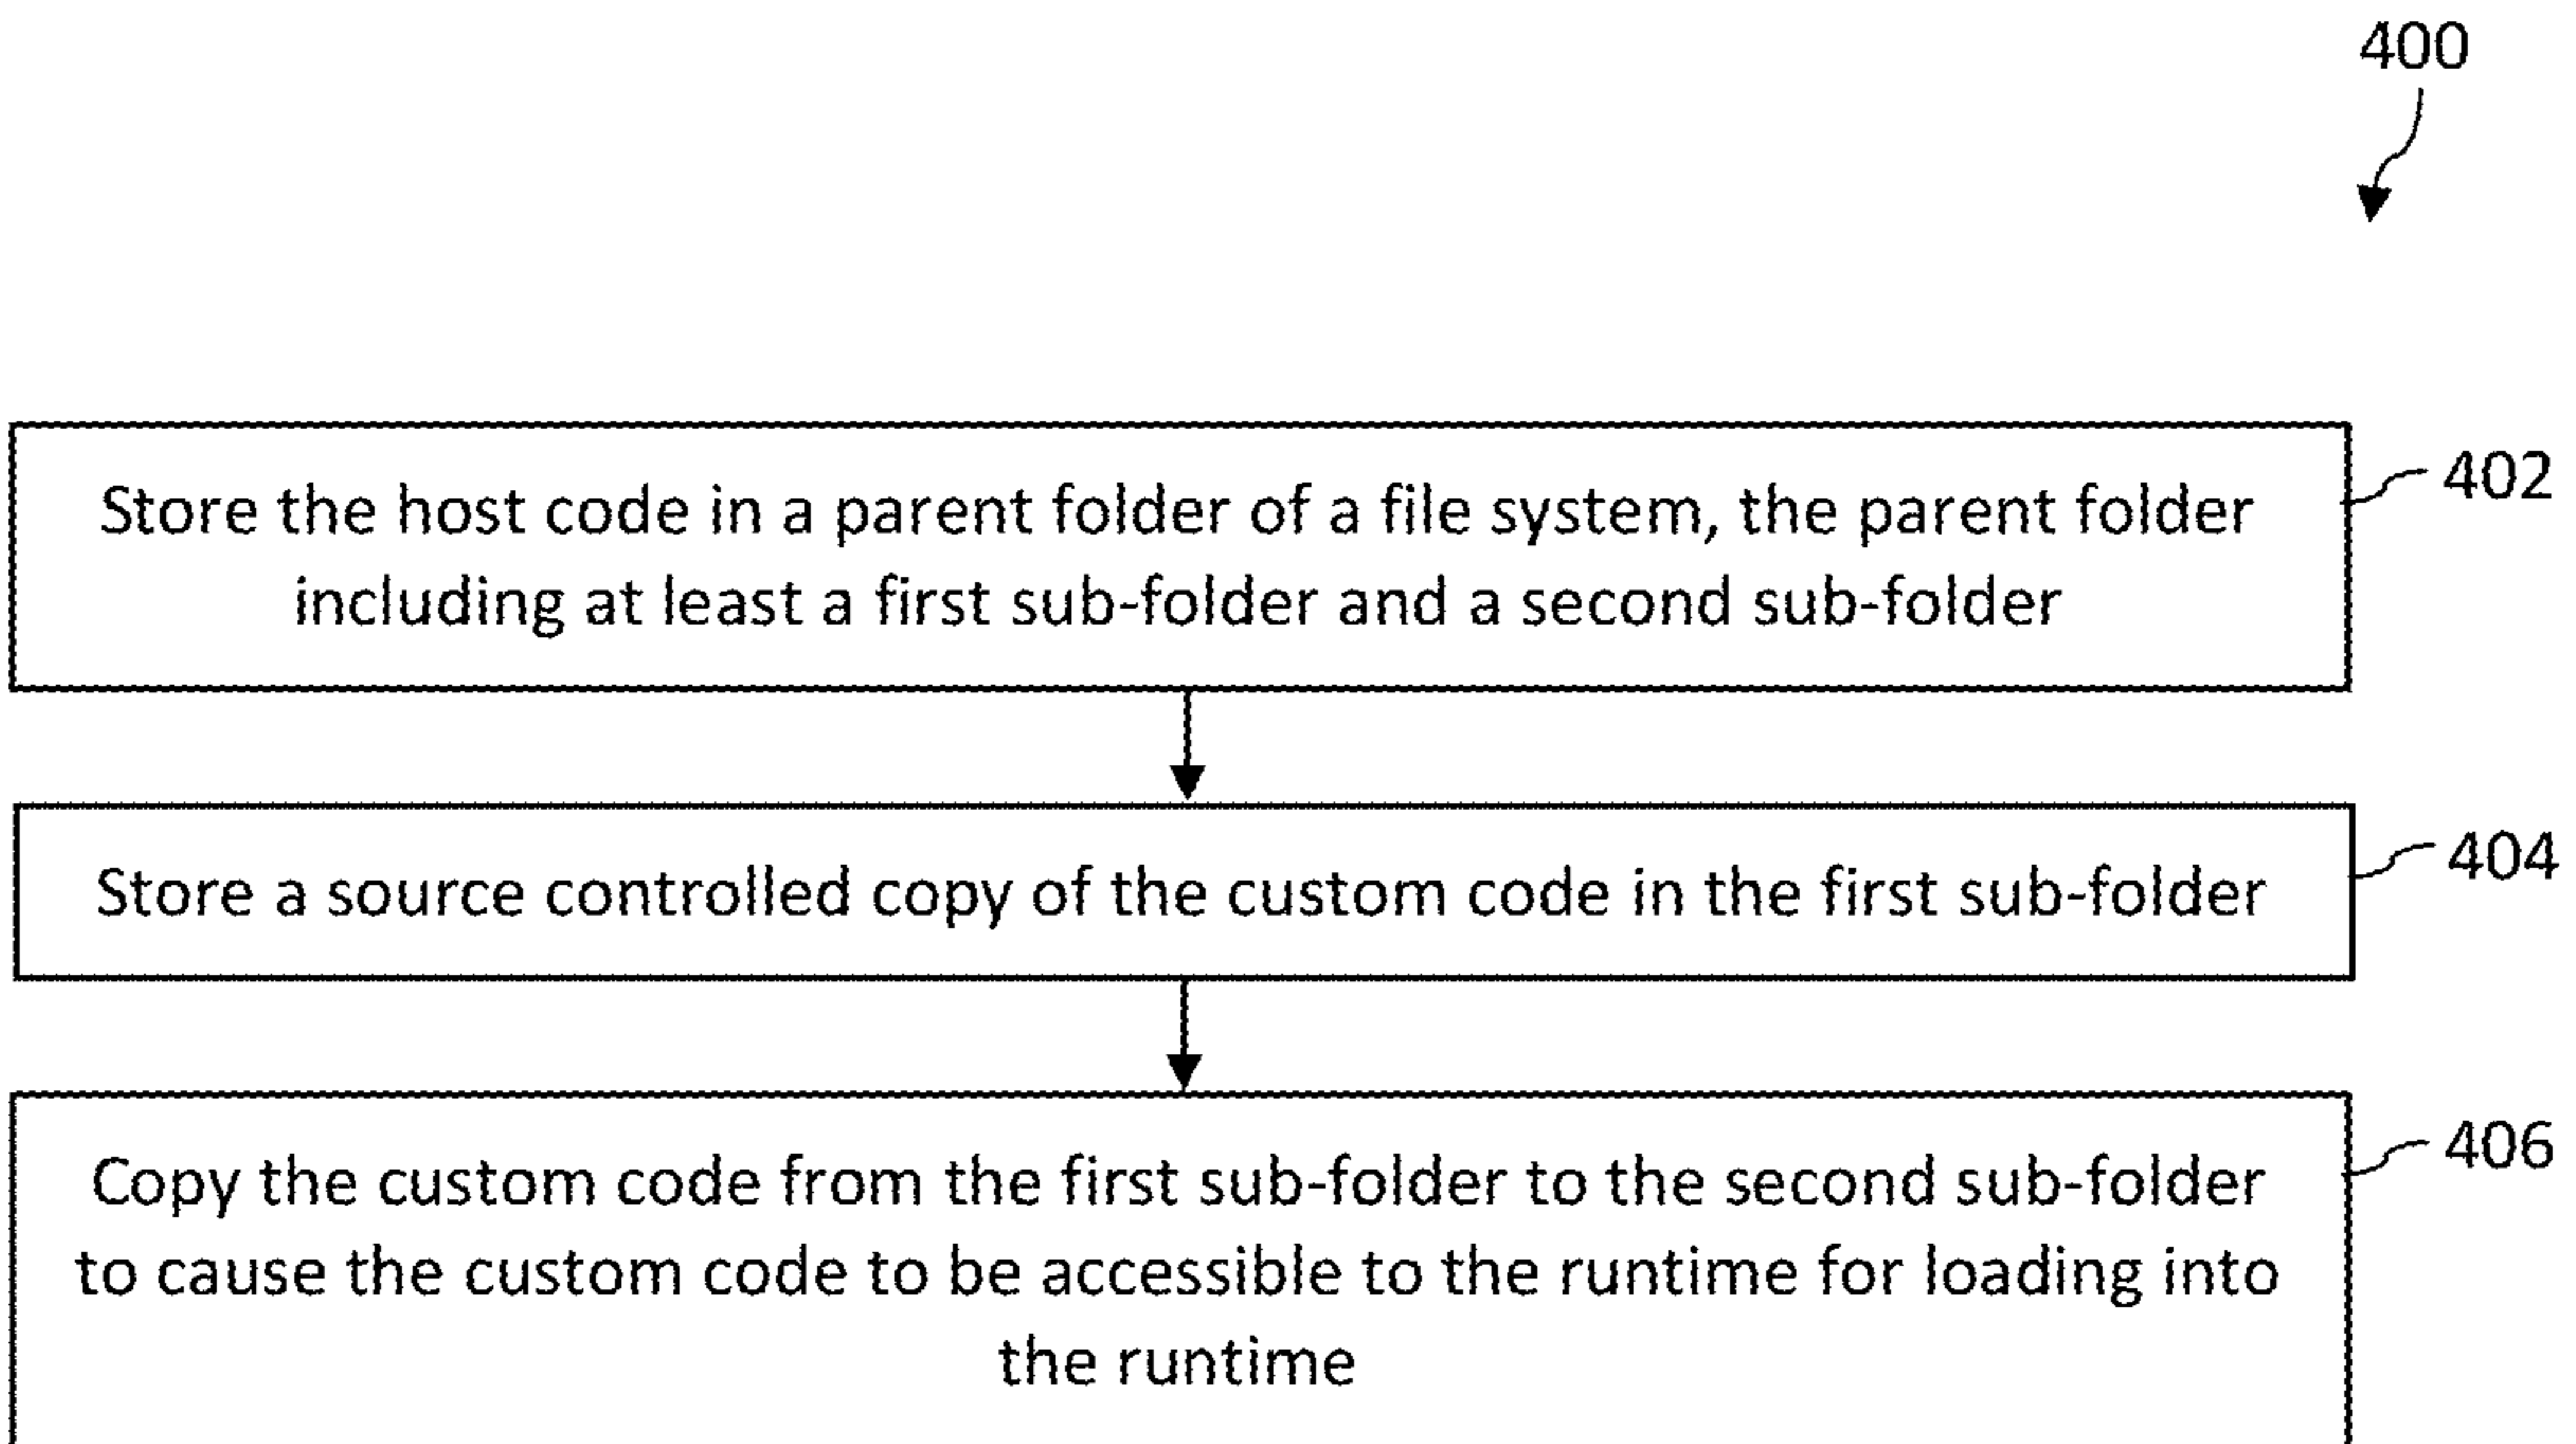 400
Store the host code in a parent folder of a file system, the parent folder
including at least a first sub-folder and a second sub-folder
402
Store a source controlled copy of the custom code in the first sub-folder
404
Copy the custom code from the first sub-folder to the second sub-folder
to cause the custom code to be accessible to the runtime for loading into
the runtime
406